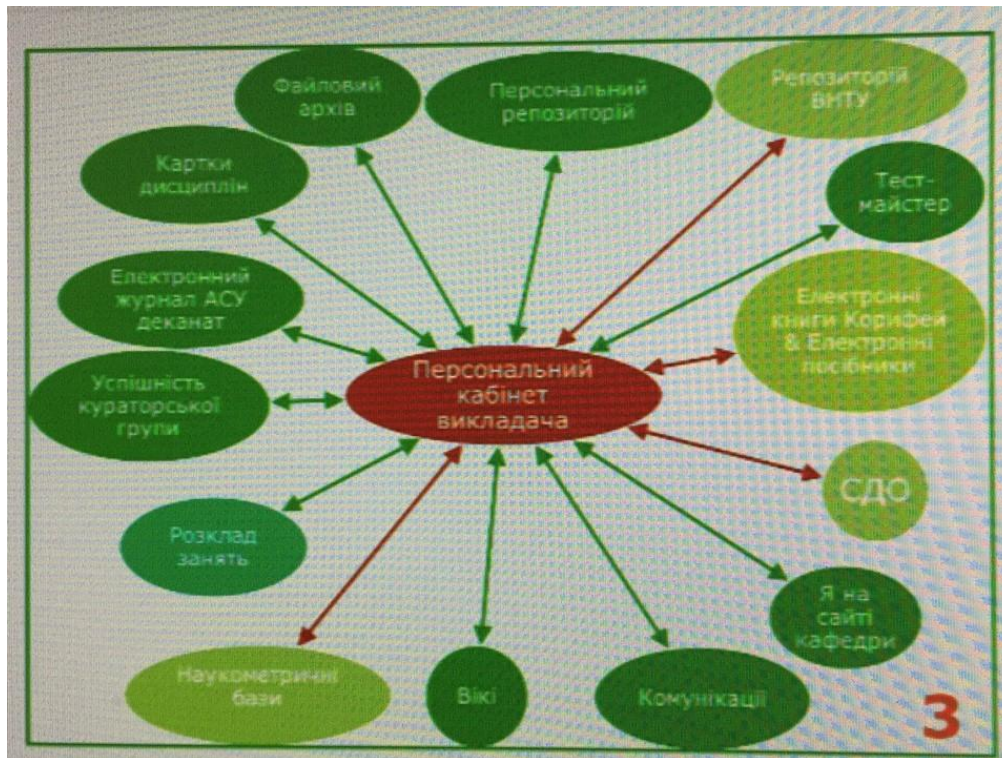 Файловий
архів
Персональний
репозиторій
Репозиторій
ВНТУ
Картки
дисциплін
Тест-
майстер
Електронний
журнал АСУ
деканат
Електронні
книги Корифей
& Електронні
посібники
Персональний
кабінет
викладача
Успішність
кураторської
групи
СДО
Розклад
занять
Я на
сайті
кафедри
Наукометричні
бази
Вікі
Комунікації
3